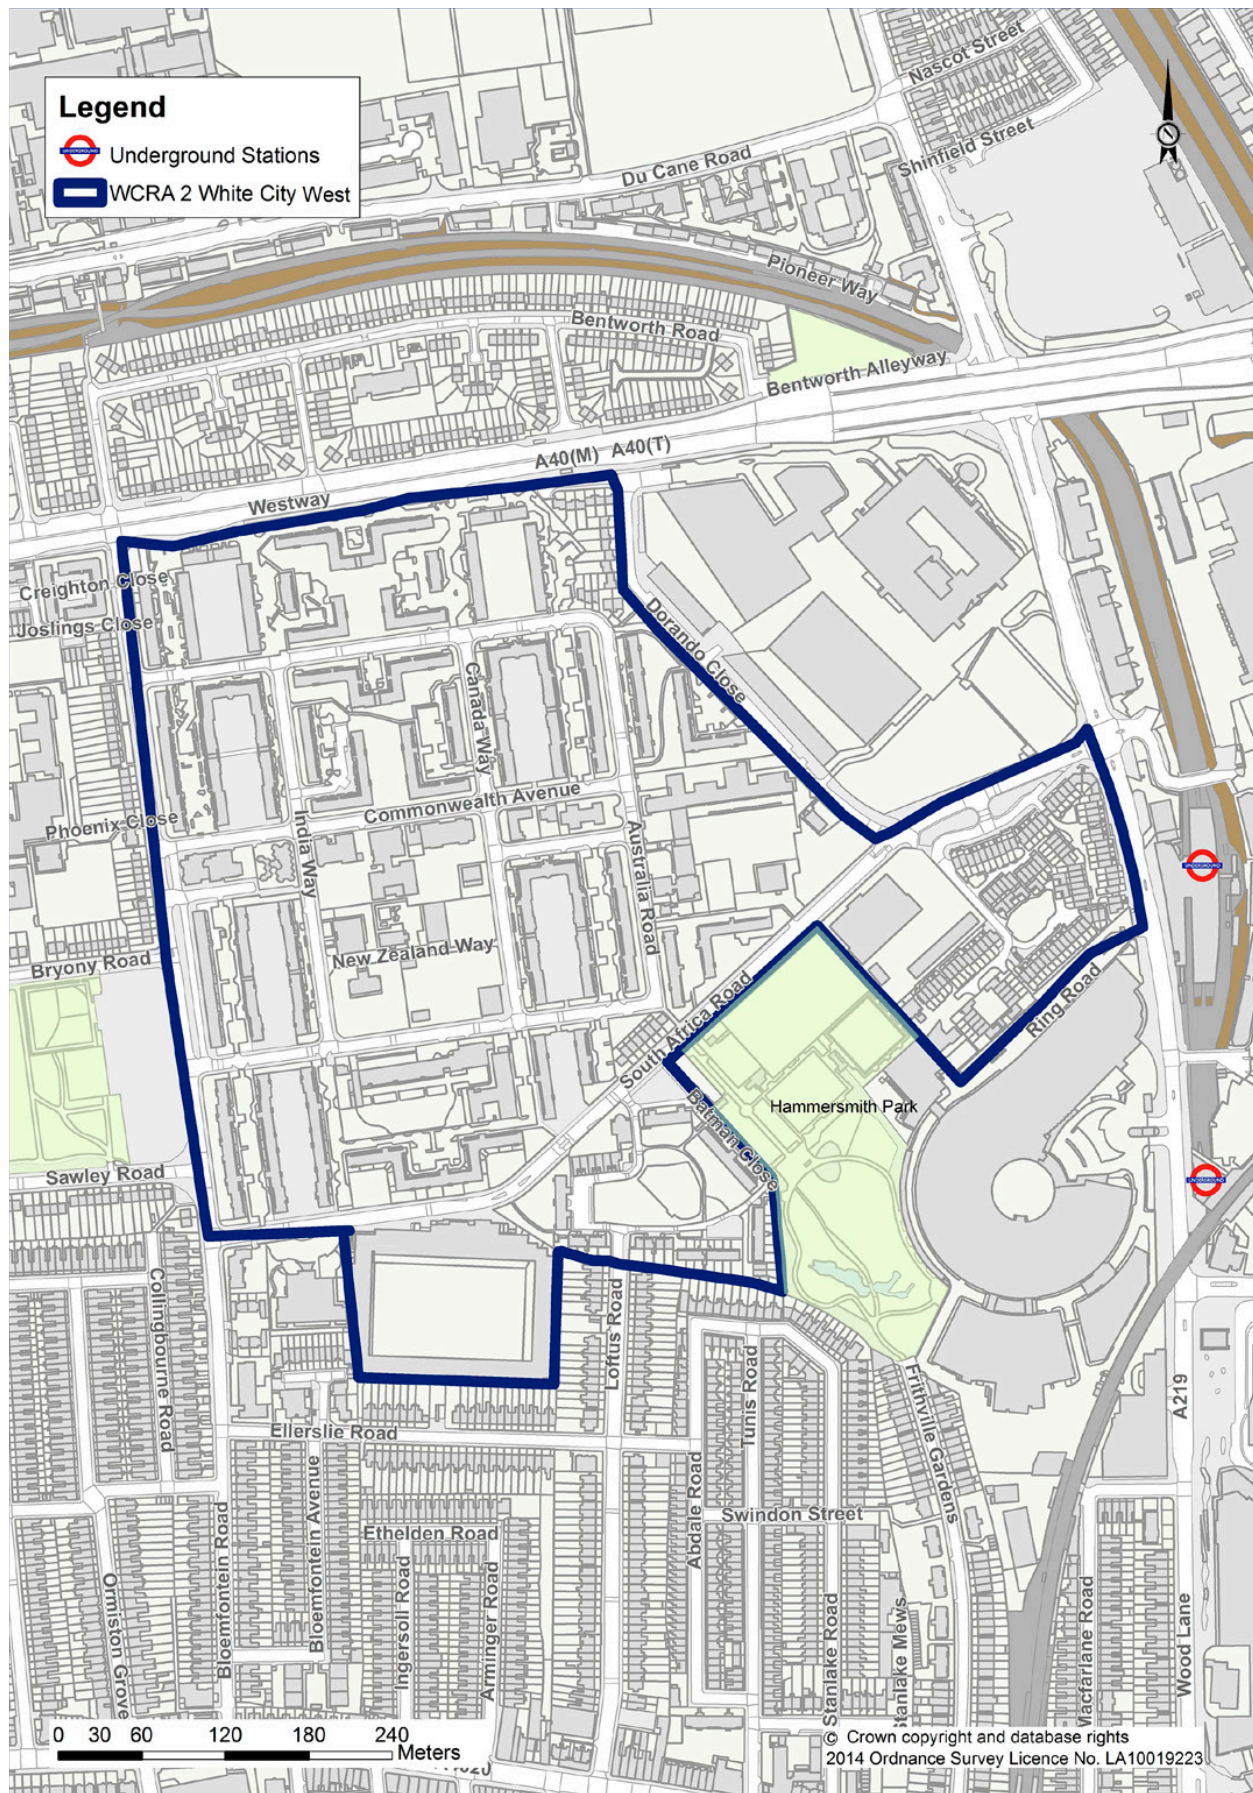 Nascot Street
Legend
UNDERGROUND
Underground Stations
WCRA 2 White City West
Du Cane Road
Shinfield Street
Pioneer Way
Bentworth Road
Bentworth Alleyway
A40(M) A40(T)
Westway
Creighton Close
Joslings Close
Dorando Close
Canada Way
Commonwealth Avenue
Phoenix Close
India Way
Australia Road
UNDERGROUND
New Zealand Way
Bryony Road
Ring Road
South Africa Road
Hammersmith Park
Batman Close
Sawley Road
UNDERGROUND
Collingbourne Road
Loftus Road
Tunis Road
Frithville Gardens
A219
Ellerslie Road
Abdale Road
Swindon Street
Bloemfontein Avenue
Bloemfontein Road
Ethelden Road
Ingersoll Road
Arminger Road
Ormiston Grove
Stanlake Road
Stanlake Mews
Macfarlane Road
Wood Lane
0 30 60 120 180 240
Meters
© Crown copyright and database rights
2014 Ordnance Survey Licence No. LA10019223